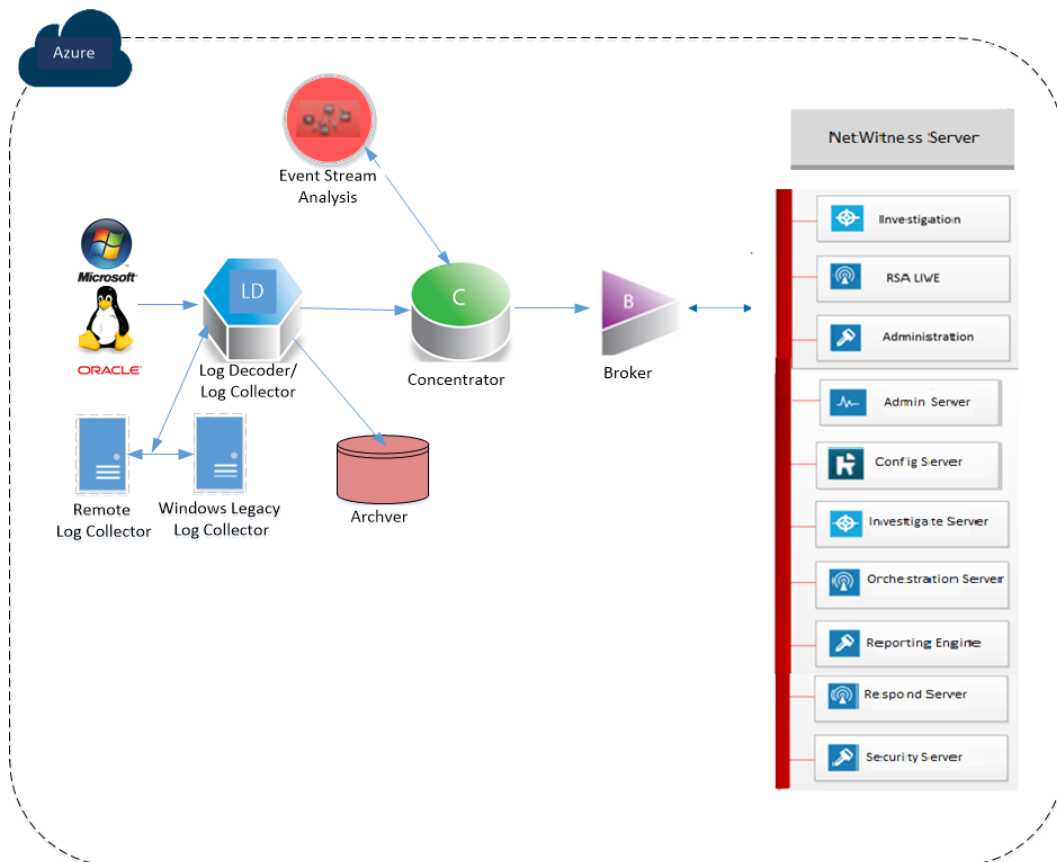 Azure
Event Stream
Analysis
Microsoft
ORACLE
LD
Log Decoder/
Log Collector
C
Concentrator
B
Broker
Remote
Log Collector
Windows Legacy
Log Collector
Archver
NetWitness Server
Investigation
RSA LIVE
Administration
Admin Server
Config Server
Investigate Server
Orchestration Server
Reporting Engine
Respond Server
Security Server